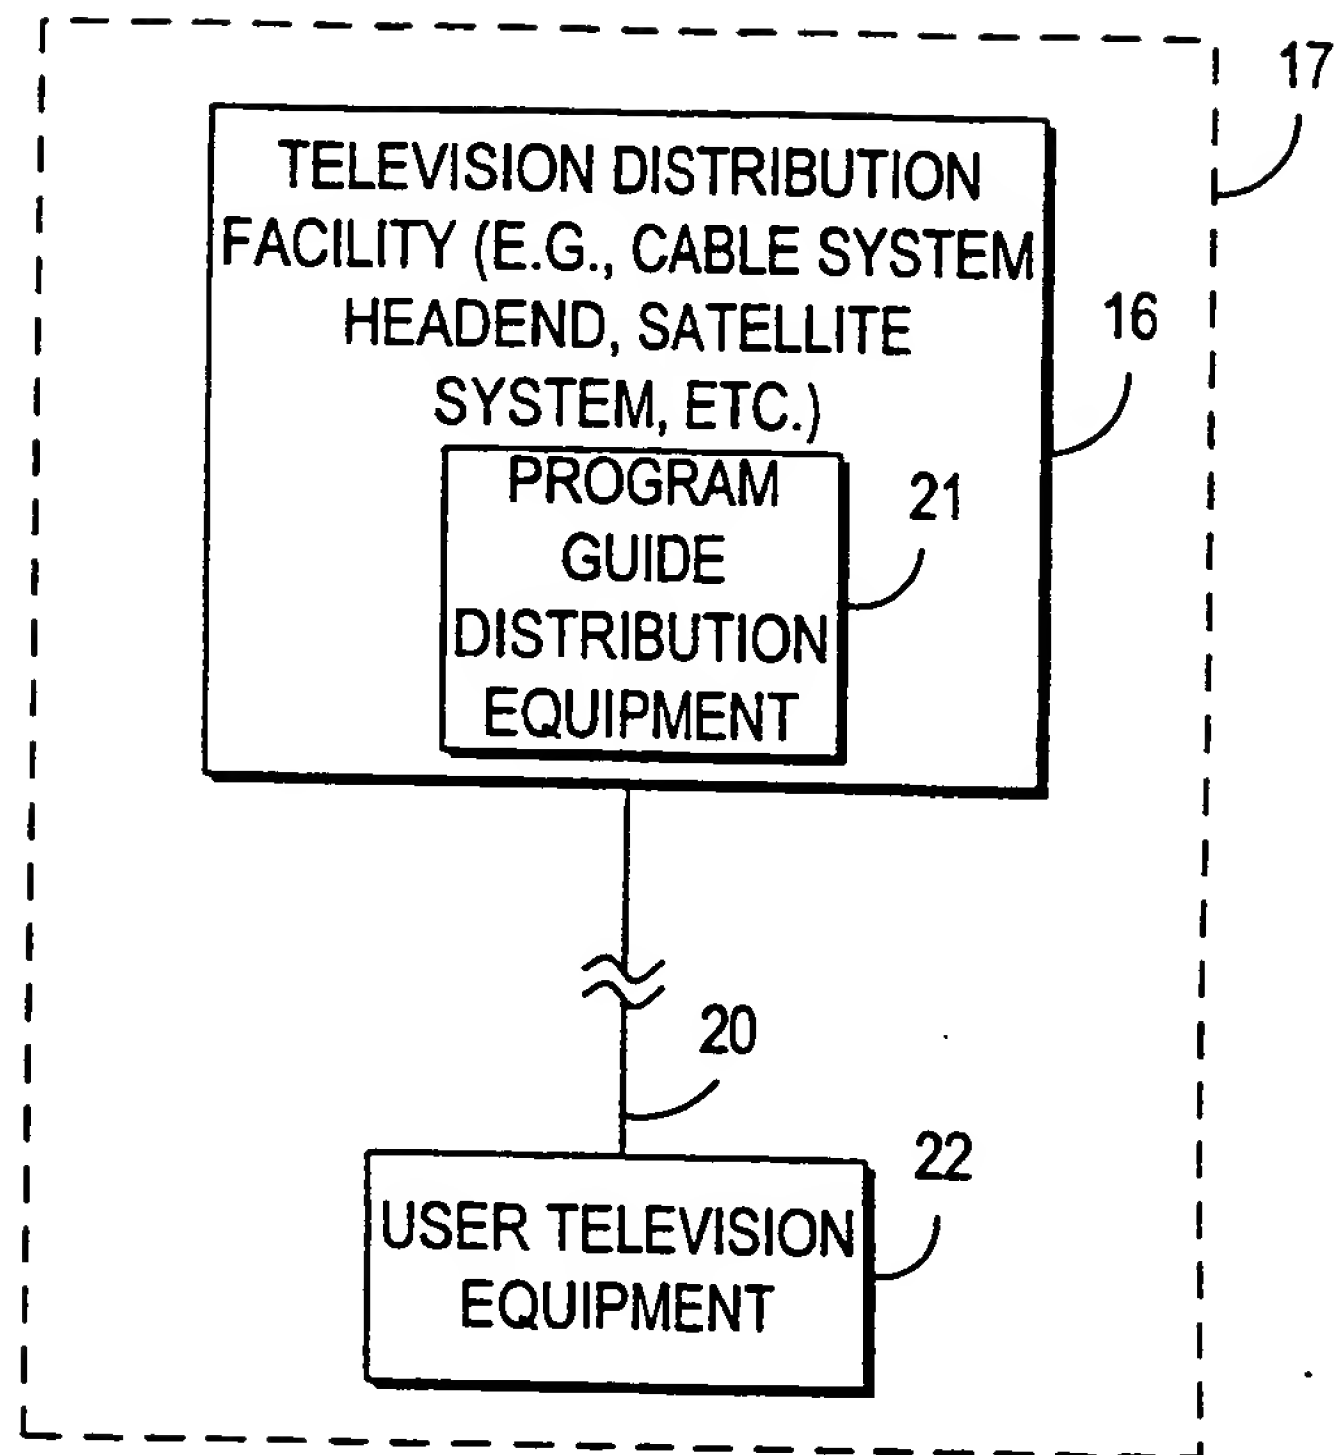 17
TELEVISION DISTRIBUTION
FACILITY (E.G., CABLE SYSTEM
HEADEND, SATELLITE
SYSTEM, ETC.)
16
PROGRAM
GUIDE
DISTRIBUTION
EQUIPMENT
21
20
22
USER TELEVISION
EQUIPMENT